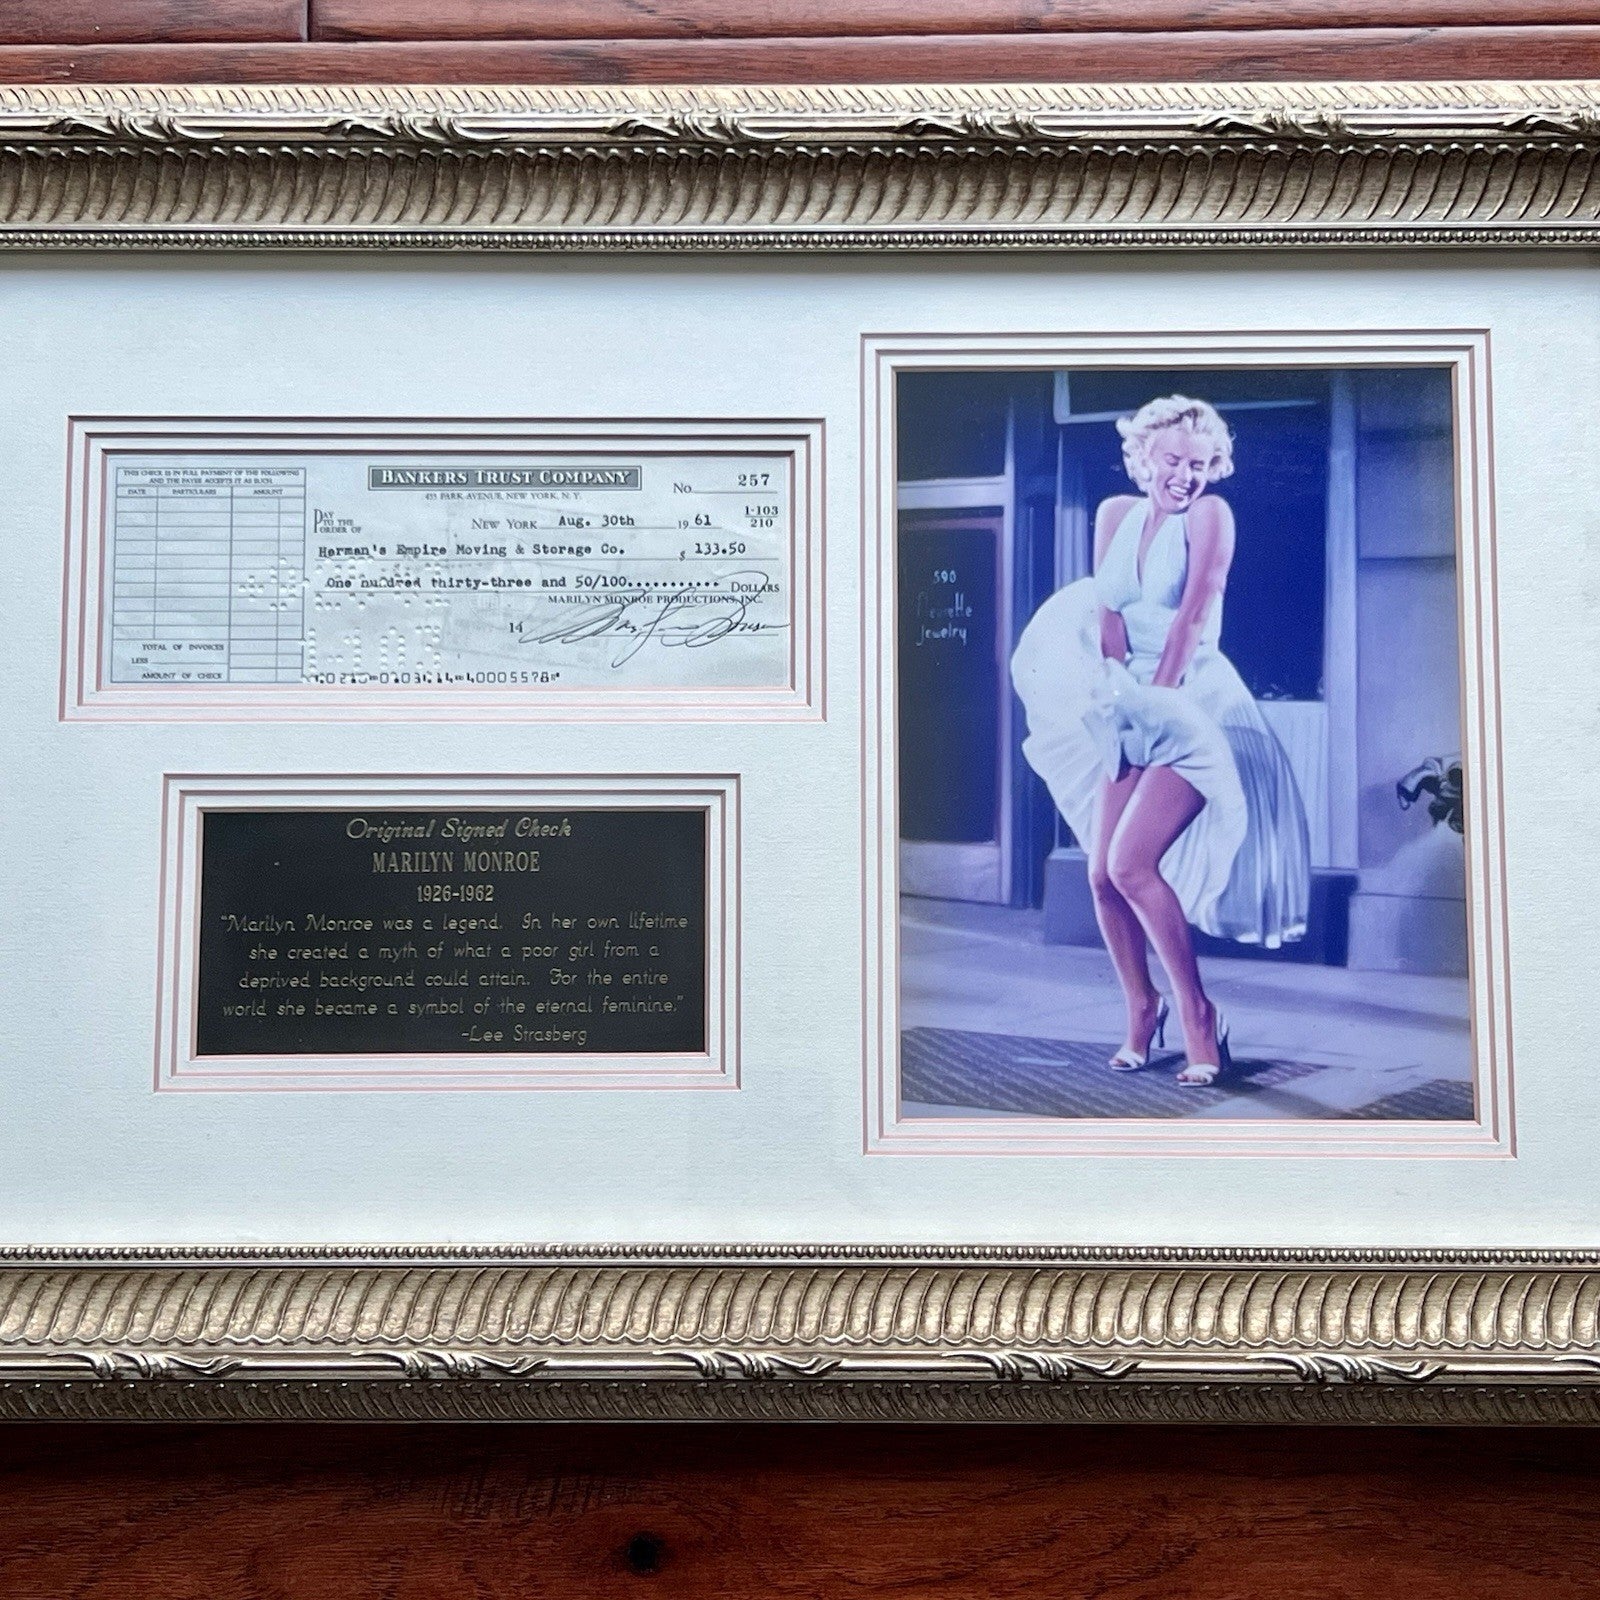 THIS CHECK IS IN FULL PAYMENT OF THE FOLLOWING
AND THE PAYEE ACCEPTS IT AS SUCH.
DATE PARTICULARS AMOUNT
TOTAL OF INVOICES
LESS
AMOUNT OF CHECK
BANKERS TRUST COMPANY
415 PARK AVENUE, NEW YORK, N. Y.
No. 257
NEW YORK Aug. 30th 1961 1-103
210
PAY
TO THE
ORDER OF
Herman's Empire Moving & Storage Co. $ 133.50
One hundred thirty-three and 50/100........... DOLLARS
MARILYN MONROE PRODUCTIONS, INC.
14 Marilyn Monroe
Original Signed Check
MARILYN MONROE
1926-1962
"Marilyn Monroe was a legend. In her own lifetime
she created a myth of what a poor girl from a
deprived background could attain. For the entire
world she became a symbol of the eternal feminine."
-Lee Strasberg
590
Jewelry